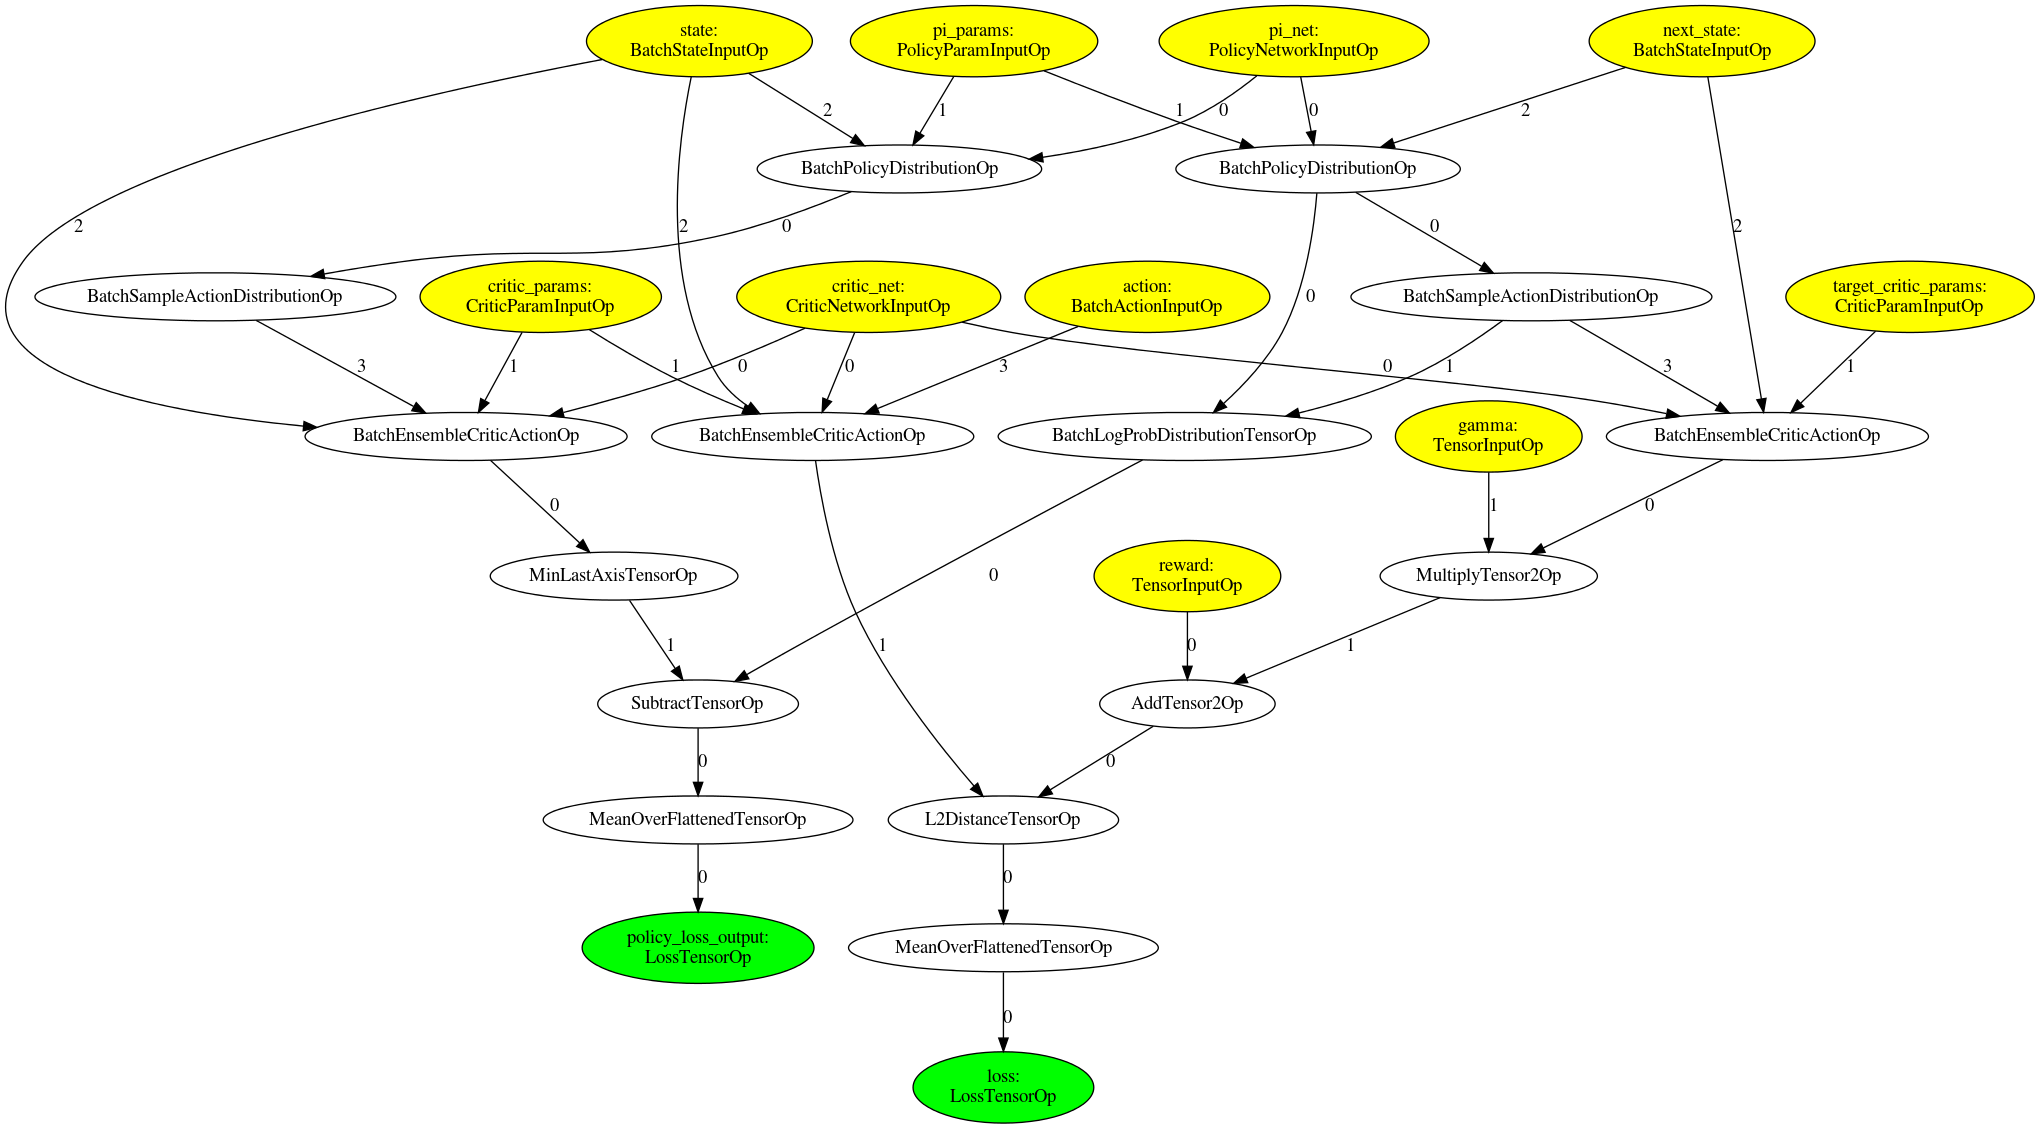 state:
BatchStateInputOp
pi_params:
PolicyParamInputOp
pi_net:
PolicyNetworkInputOp
next_state:
BatchStateInputOp
2
1
1
0
0
2
BatchPolicyDistributionOp
BatchPolicyDistributionOp
2
0
2
0
2
BatchSampleActionDistributionOp
critic_params:
CriticParamInputOp
critic_net:
CriticNetworkInputOp
action:
BatchActionInputOp
0
BatchSampleActionDistributionOp
target_critic_params:
CriticParamInputOp
3
1
1
0
0
3
0
1
3
1
BatchEnsembleCriticActionOp
BatchEnsembleCriticActionOp
BatchLogProbDistributionTensorOp
gamma:
TensorInputOp
BatchEnsembleCriticActionOp
0
1
0
MinLastAxisTensorOp
0
reward:
TensorInputOp
MultiplyTensor2Op
1
1
0
1
SubtractTensorOp
AddTensor2Op
0
0
MeanOverFlattenedTensorOp
L2DistanceTensorOp
0
0
policy_loss_output:
LossTensorOp
MeanOverFlattenedTensorOp
0
loss:
LossTensorOp